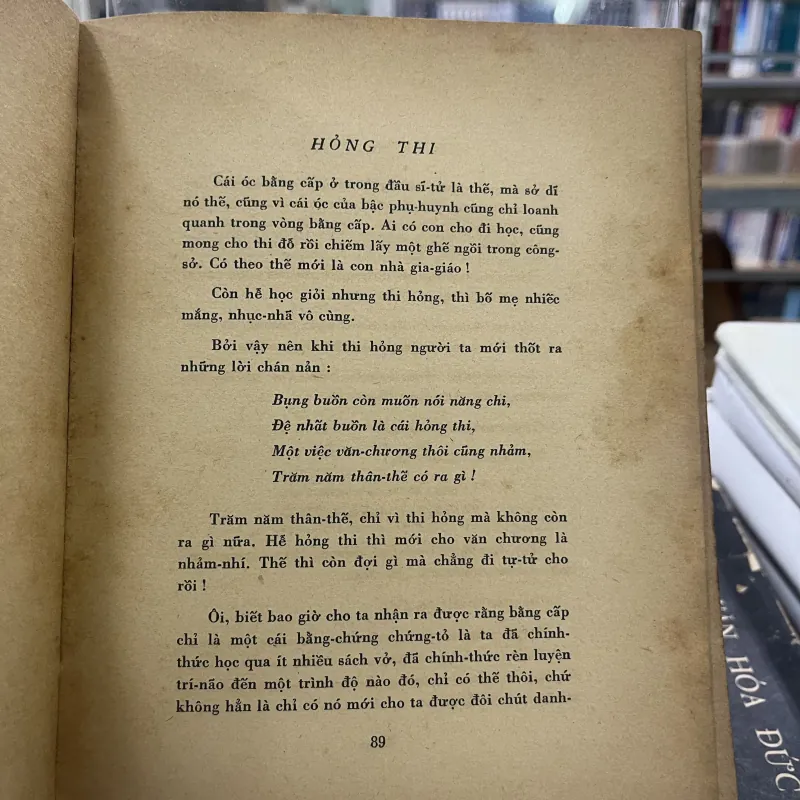 HỎNG THI
Cái óc bằng cấp ở trong đầu sĩ-tử là thế, mà sở dĩ
nó thế, cũng vì cái óc của bậc phụ-huynh cũng chỉ loanh
quanh trong vòng bằng cấp. Ai có con cho đi học, cũng
mong cho thi đỗ rồi chiếm lấy một ghế ngồi trong công-
sở. Có theo thế mới là con nhà gia-giáo !
Còn hễ học giỏi nhưng thi hỏng, thì bố mẹ nhiếc
mắng, nhục-nhã vô cùng.
Bởi vậy nên khi thi hỏng người ta mới thốt ra
những lời chán nản :
Bụng buồn còn muốn nói năng chi,
Đệ nhất buồn là cái hỏng thi,
Một việc văn-chương thôi cũng nhảm,
Trăm năm thân-thế có ra gì !
Trăm năm thân-thế, chỉ vì thi hỏng mà không còn
ra gì nữa. Hễ hỏng thi thì mới cho văn chương là
nhảm-nhí. Thế thì còn đợi gì mà chẳng đi tự-tử cho
rồi !
Ôi, biết bao giờ cho ta nhận ra được rằng bằng cấp
chỉ là một cái bằng-chứng chứng-tỏ là ta đã chính-
thức học qua ít nhiều sách vở, đã chính-thức rèn luyện
trí-não đến một trình độ nào đó, chỉ có thế thôi, chứ
không hẳn là chỉ có nó mới cho ta được đôi chút danh-
89
HÓA ĐỨC